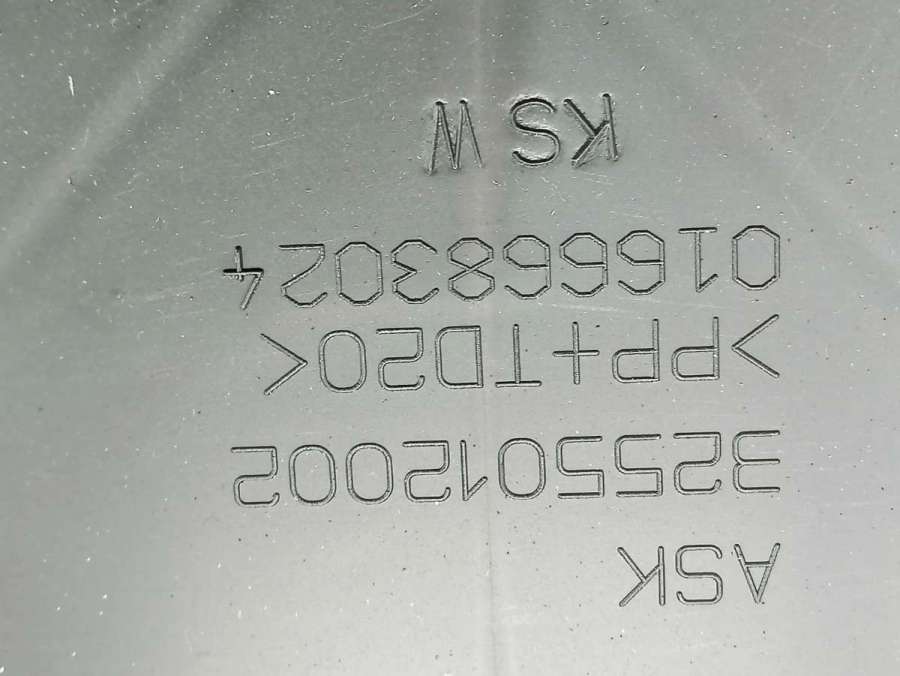 ASK
3255012002
>PP+TD20<
0166683024
KS W